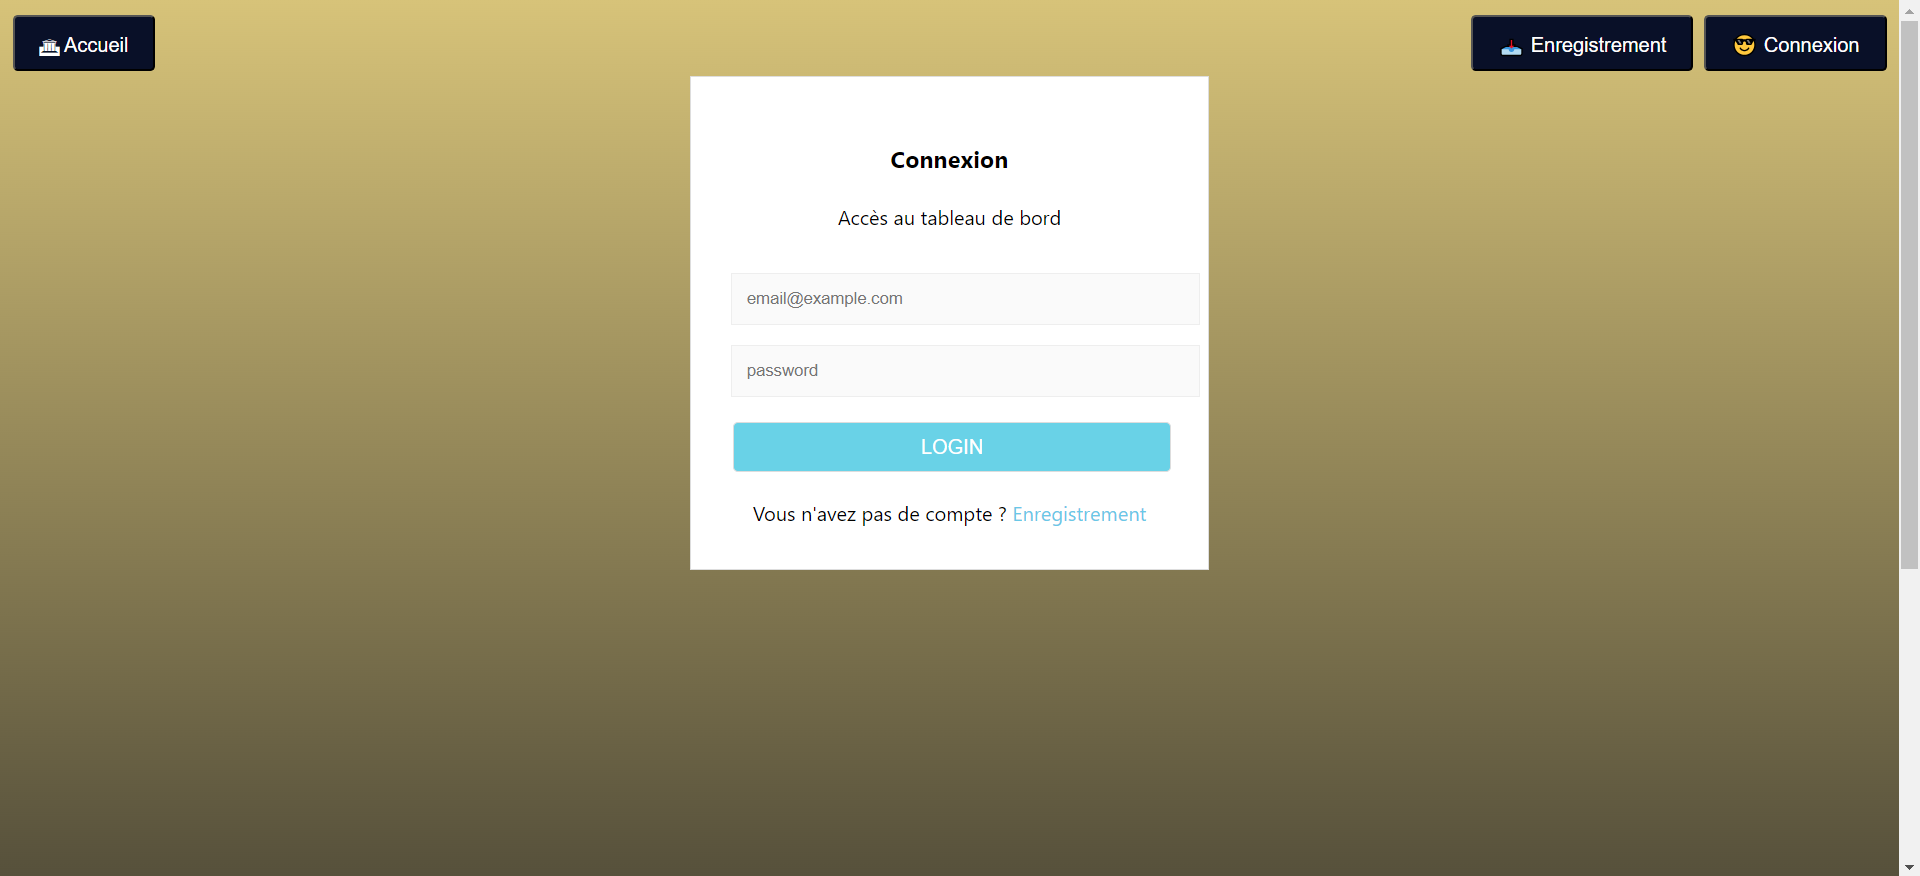 Accueil
Enregistrement
Connexion
Connexion
Accès au tableau de bord
email@example.com
password
LOGIN
Vous n'avez pas de compte ? Enregistrement